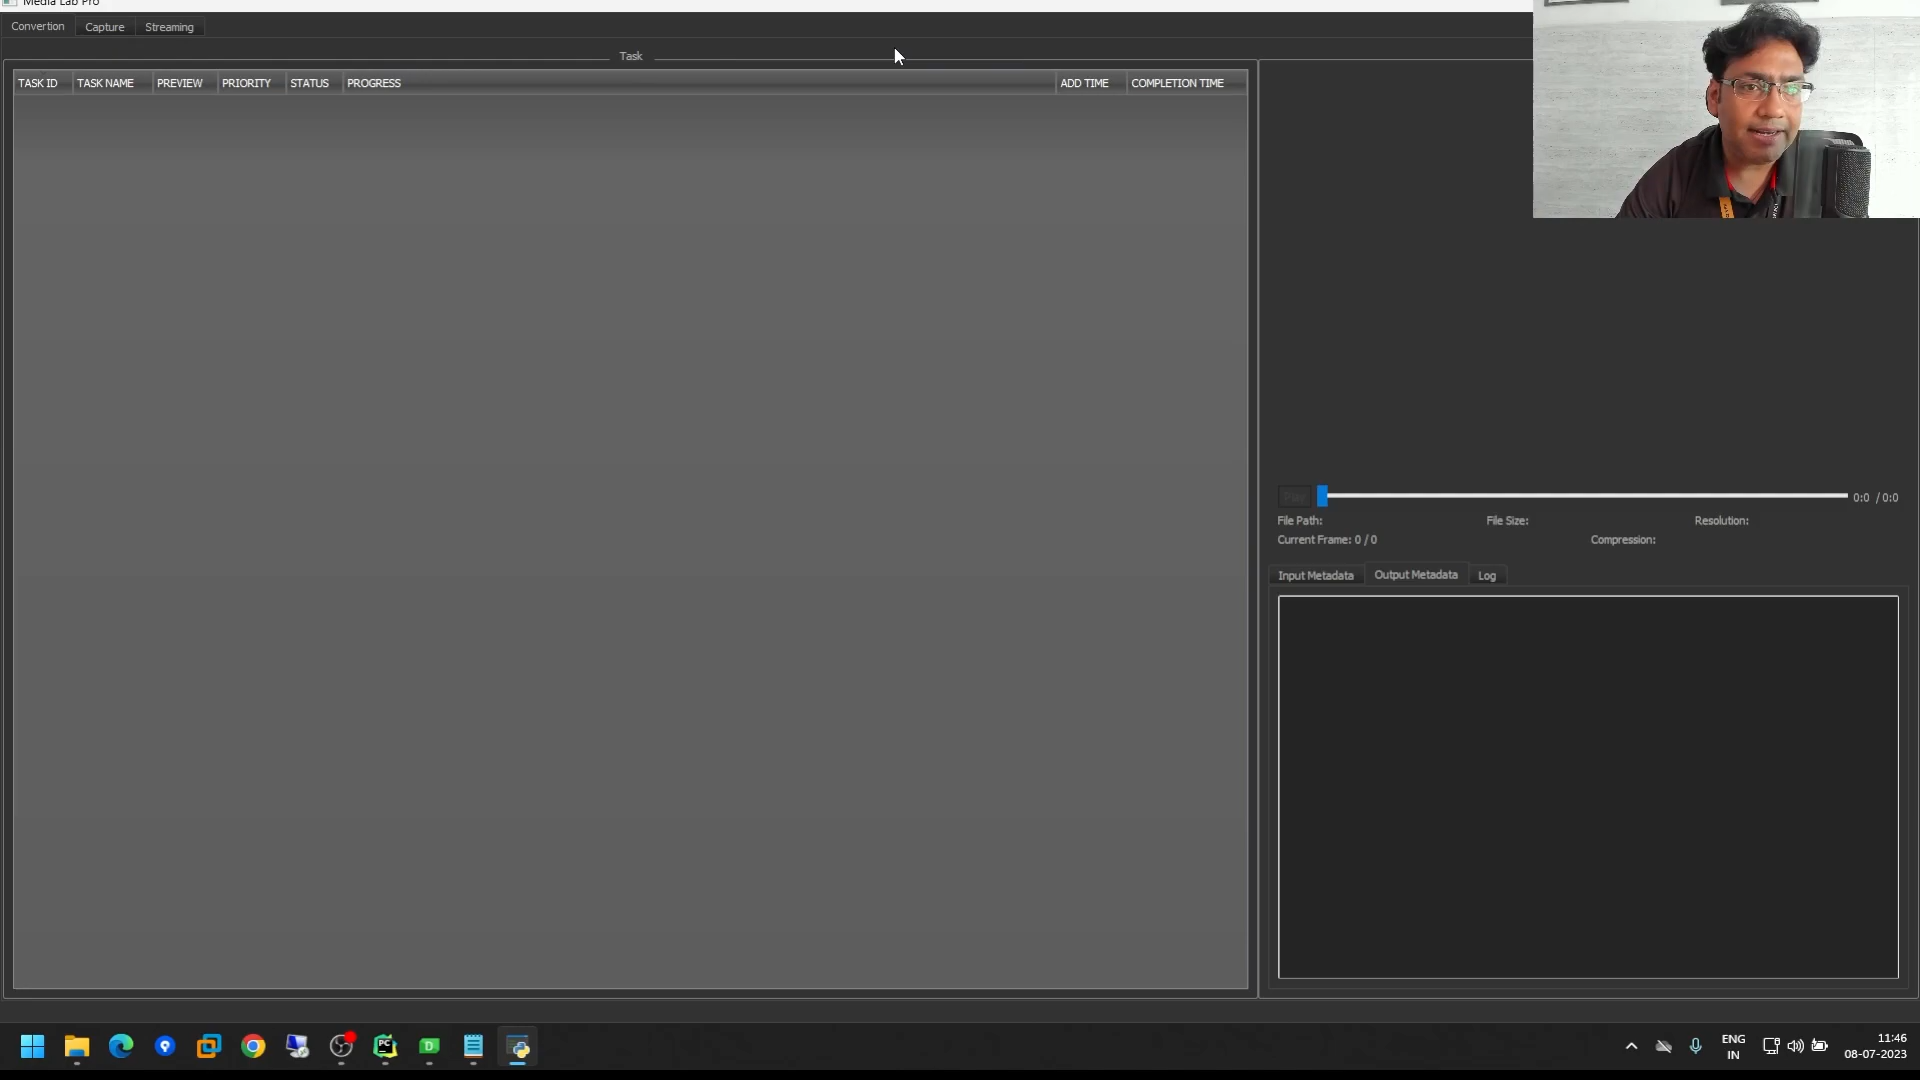 Media Lab Pro
Convertion Capture Streaming
Task
TASK ID TASK NAME PREVIEW PRIORITY STATUS PROGRESS ADD TIME COMPLETION TIME
Play 0:0 / 0:0
File Path: File Size: Resolution:
Current Frame: 0 / 0 Compression:
Input Metadata Output Metadata Log
PC D
ENG
IN
11:46
08-07-2023